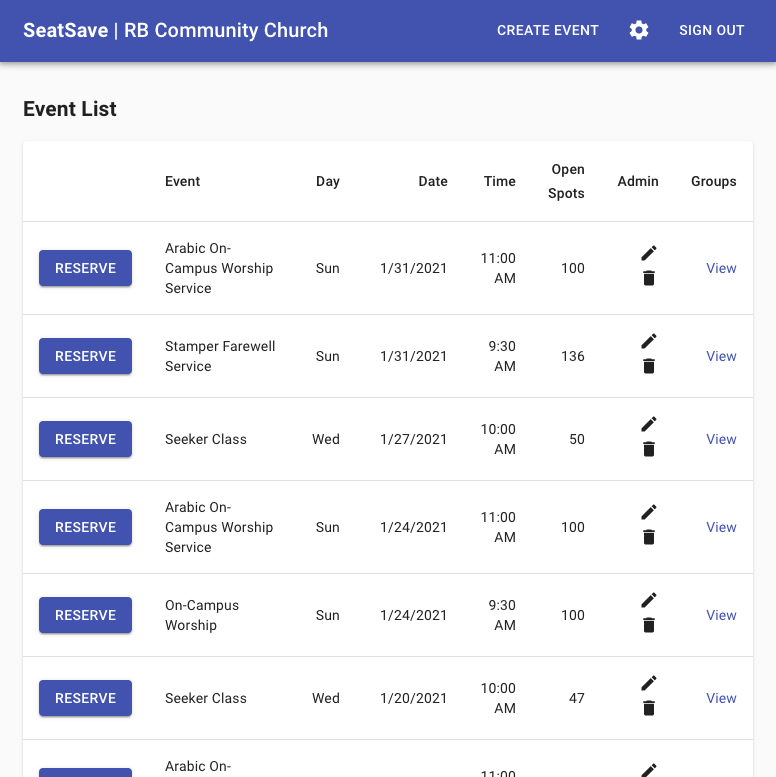 SeatSave | RB Community Church CREATE EVENT SIGN OUT
Event List
Event Day Date Time Open Spots Admin Groups
RESERVE Arabic On-Campus Worship Service Sun 1/31/2021 11:00 AM 100 View
RESERVE Stamper Farewell Service Sun 1/31/2021 9:30 AM 136 View
RESERVE Seeker Class Wed 1/27/2021 10:00 AM 50 View
RESERVE Arabic On-Campus Worship Service Sun 1/24/2021 11:00 AM 100 View
RESERVE On-Campus Worship Sun 1/24/2021 9:30 AM 100 View
RESERVE Seeker Class Wed 1/20/2021 10:00 AM 47 View
Arabic On-
11:00